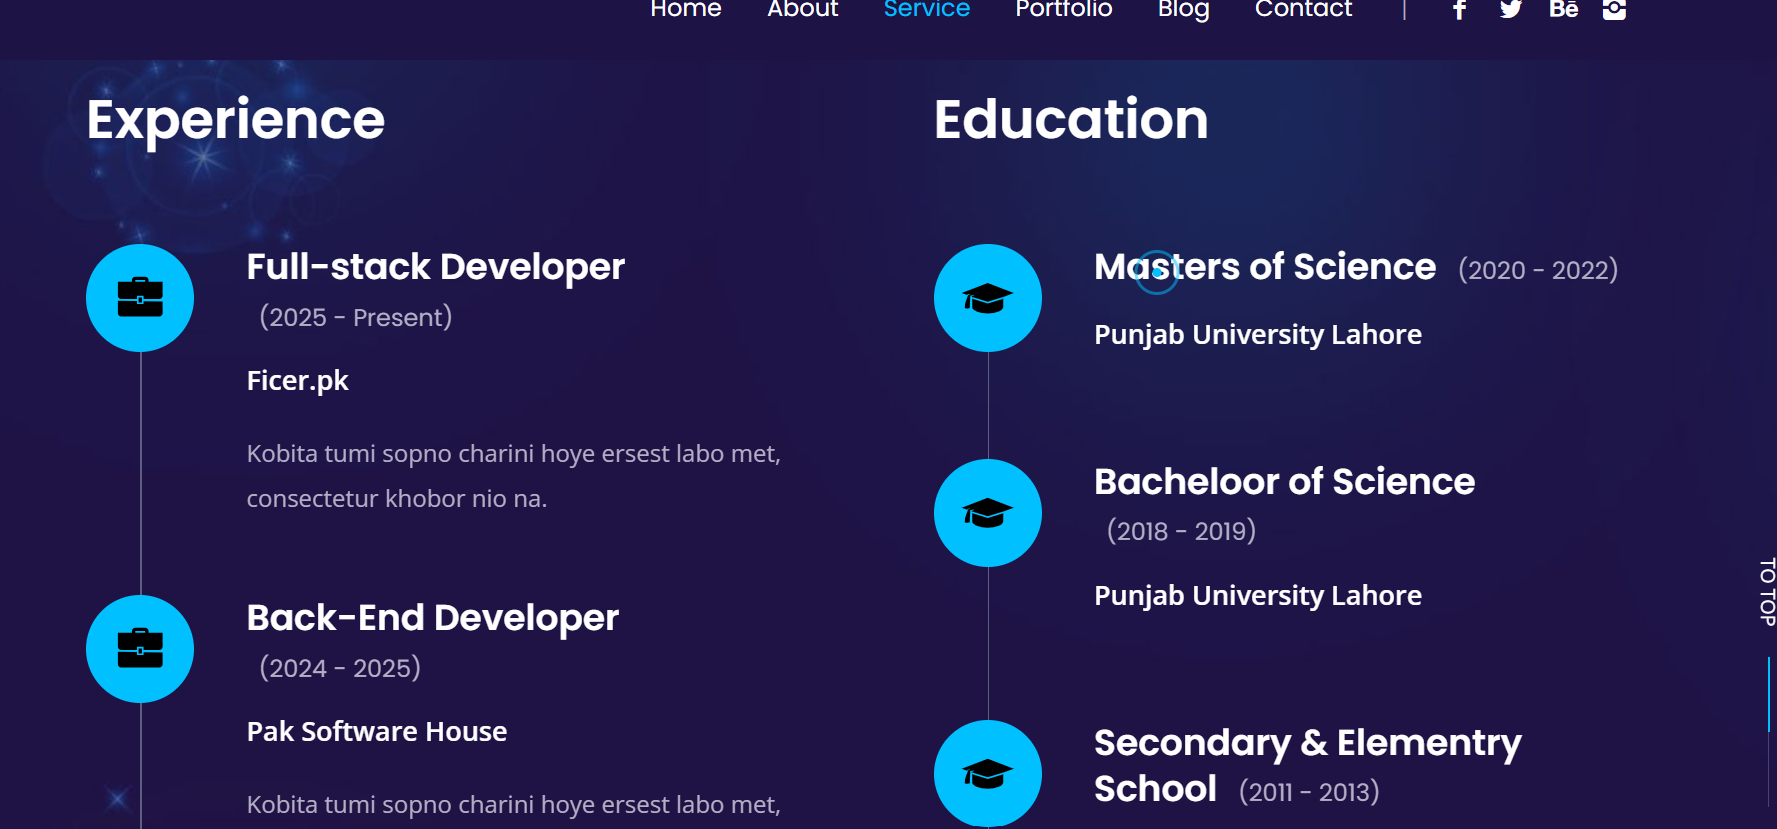 Home About Service Portfolio Blog Contact | f Bē
Experience
Full-stack Developer
(2025 - Present)
Ficer.pk
Kobita tumi sopno charini hoye ersest labo met,
consectetur khobor nio na.
Back-End Developer
(2024 - 2025)
Pak Software House
Kobita tumi sopno charini hoye ersest labo met,
Education
Masters of Science (2020 - 2022)
Punjab University Lahore
Bacheloor of Science
(2018 - 2019)
Punjab University Lahore
Secondary & Elementry
School (2011 - 2013)
TO TOP